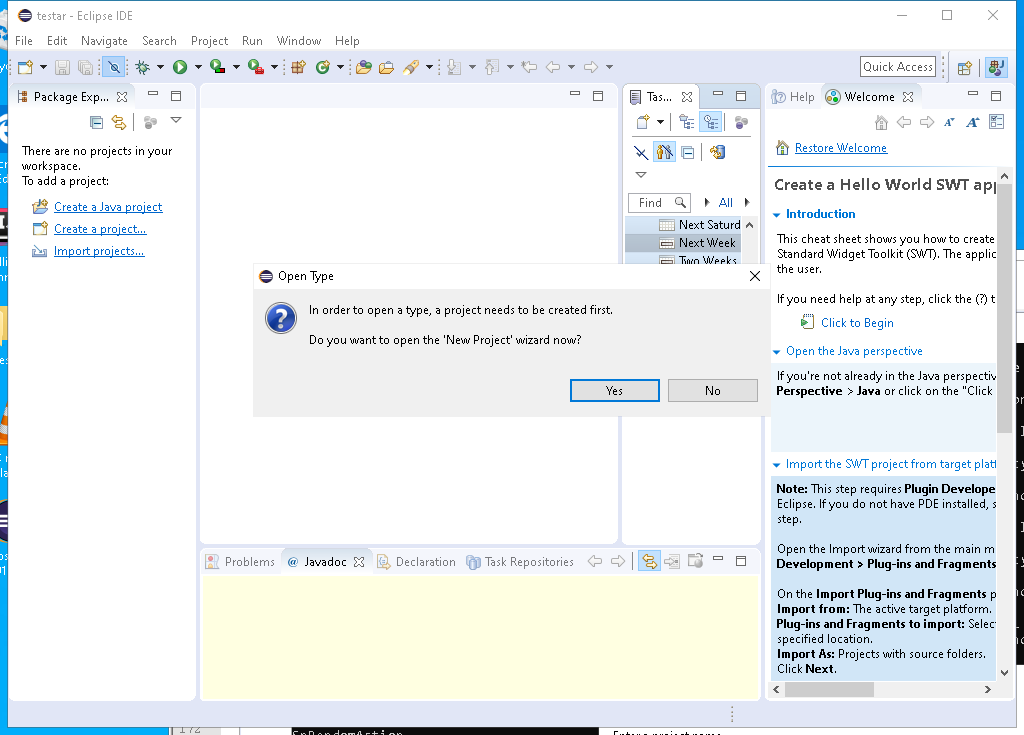 testar - Eclipse IDE
File Edit Navigate Search Project Run Window Help
Quick Access
Package Exp...
There are no projects in your
workspace.
To add a project:
Create a Java project
Create a project...
Import projects...
Tas...
Find
All
Next Saturd
Next Week
Two Weeks
Help
Welcome
Restore Welcome
Create a Hello World SWT app
Introduction
This cheat sheet shows you how to create
Standard Widget Toolkit (SWT). The applic
the user.
If you need help at any step, click the (?) t
Click to Begin
Open the Java perspective
If you're not already in the Java perspectiv
Perspective > Java or click on the "Click
Import the SWT project from target platf
Note: This step requires Plugin Develope
Eclipse. If you do not have PDE installed, s
step.
Open the Import wizard from the main m
Development > Plug-ins and Fragments
On the Import Plug-ins and Fragments p
Import from: The active target platform.
Plug-ins and Fragments to import: Select
specified location.
Import As: Projects with source folders.
Click Next.
Open Type
In order to open a type, a project needs to be created first.
Do you want to open the 'New Project' wizard now?
Yes
No
Problems
@ Javadoc
Declaration
Task Repositories
172